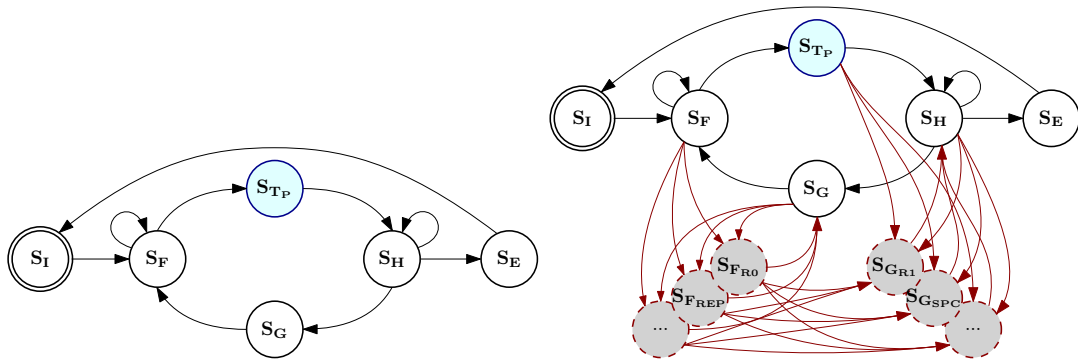 S_I
S_F
S_{T_P}
S_H
S_E
S_G
S_I
S_F
S_{T_P}
S_H
S_E
S_G
S_{F_{R0}}
S_{F_{REP}}
...
S_{G_{R1}}
S_{G_{SPC}}
...